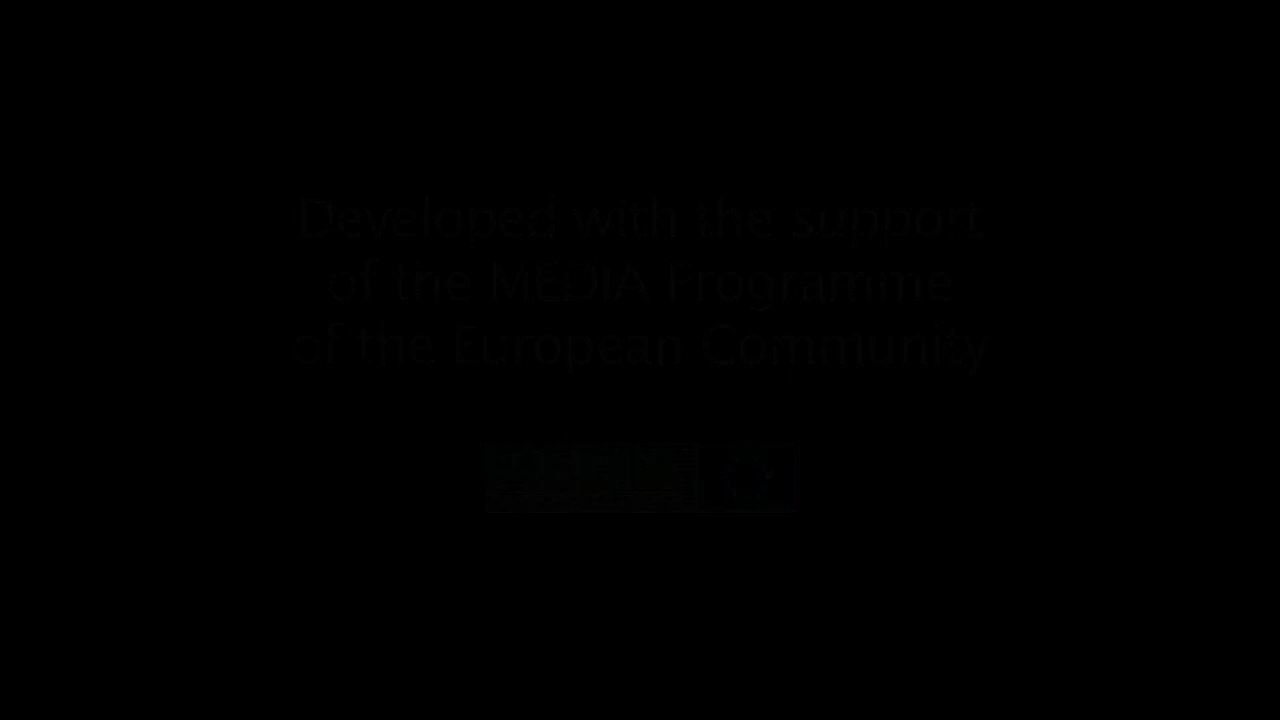 Developed with the support
of the MEDIA Programme
of the European Community